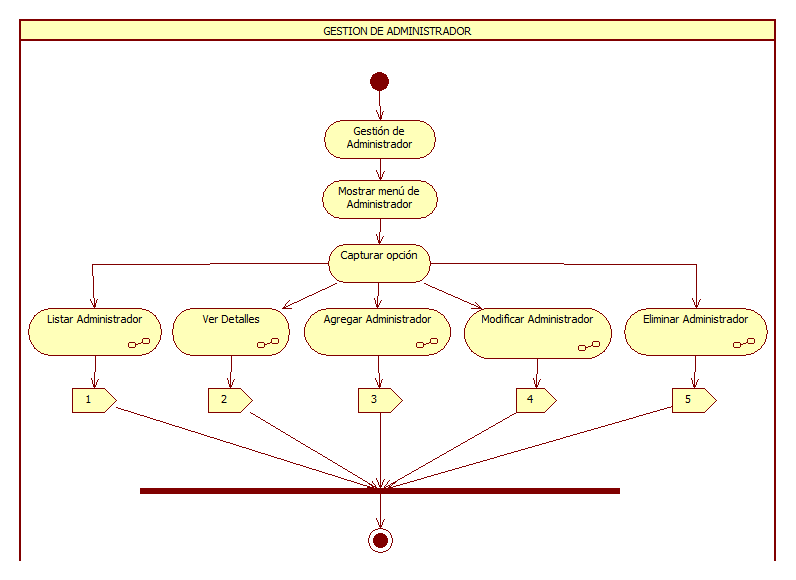 GESTION DE ADMINISTRADOR
Gestión de
Administrador
Mostrar menú de
Administrador
Capturar opción
Listar Administrador
Ver Detalles
Agregar Administrador
Modificar Administrador
Eliminar Administrador
1
2
3
4
5